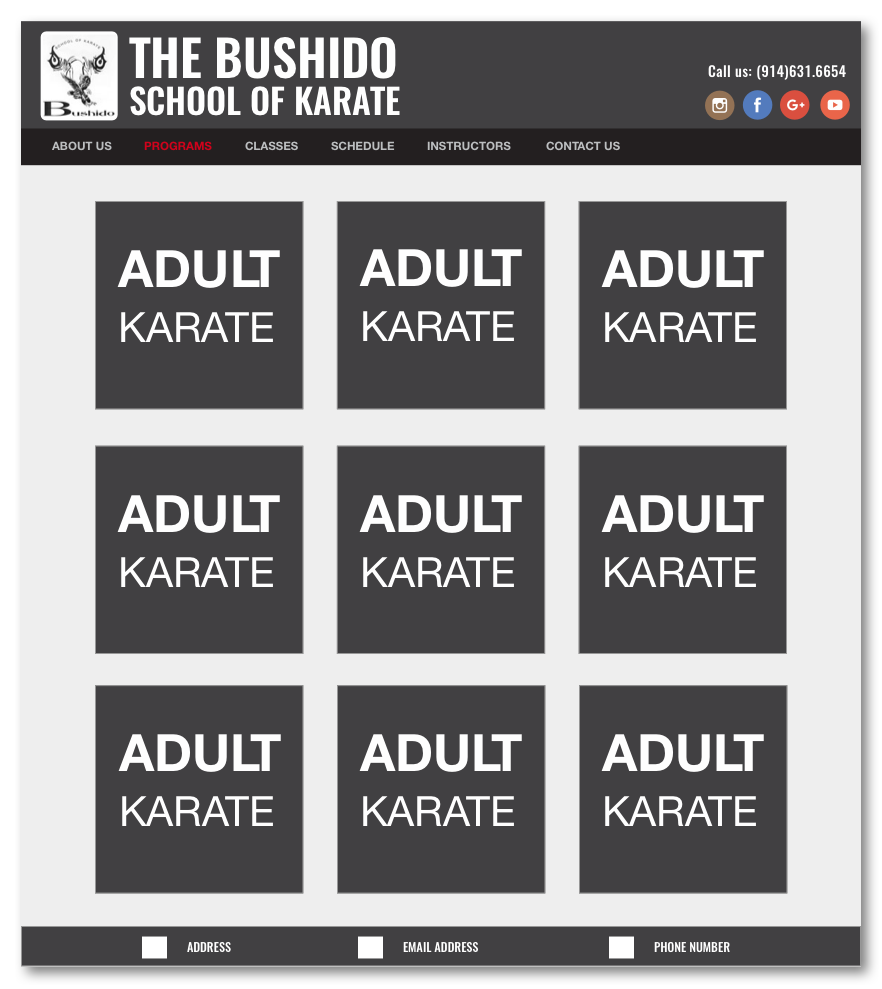 SCHOOL OF KARATE
Bushido
THE BUSHIDO
SCHOOL OF KARATE
Call us: (914)631.6654
ABOUT US PROGRAMS CLASSES SCHEDULE INSTRUCTORS CONTACT US
ADULT ADULT ADULT
KARATE KARATE KARATE
ADULT ADULT ADULT
KARATE KARATE KARATE
ADULT ADULT ADULT
KARATE KARATE KARATE
ADDRESS EMAIL ADDRESS PHONE NUMBER